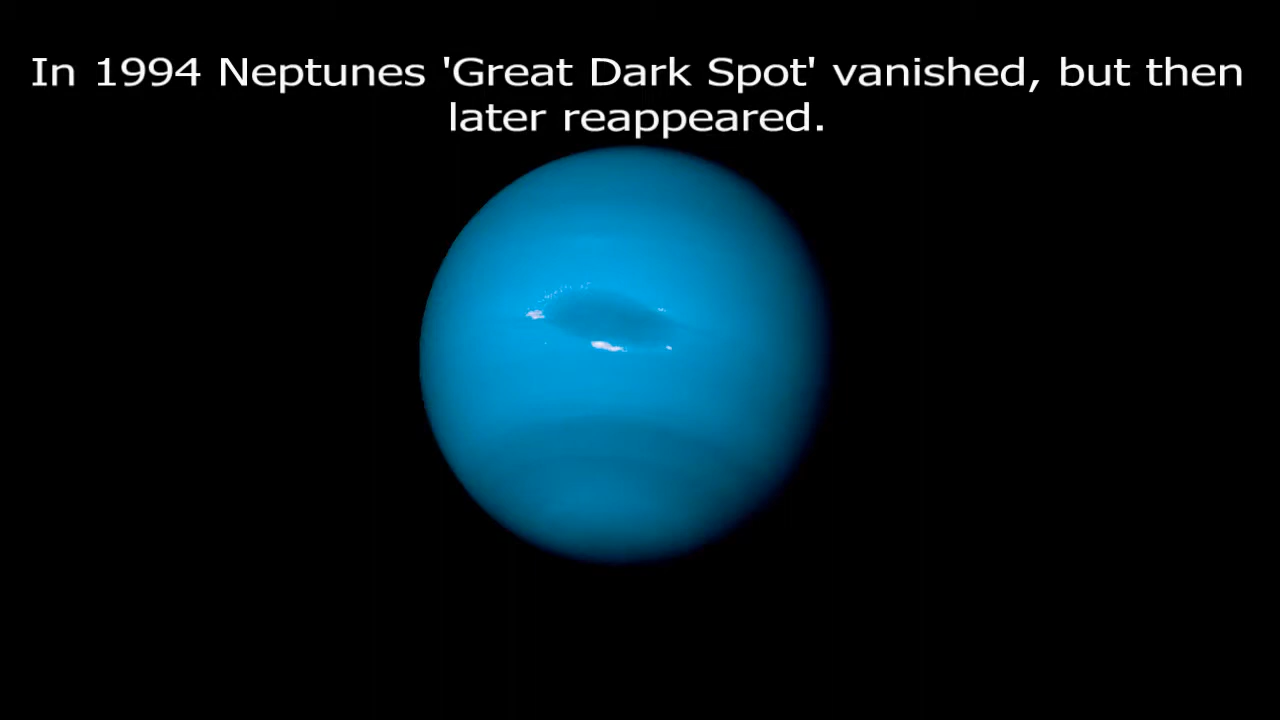 In 1994 Neptunes 'Great Dark Spot' vanished, but then
later reappeared.